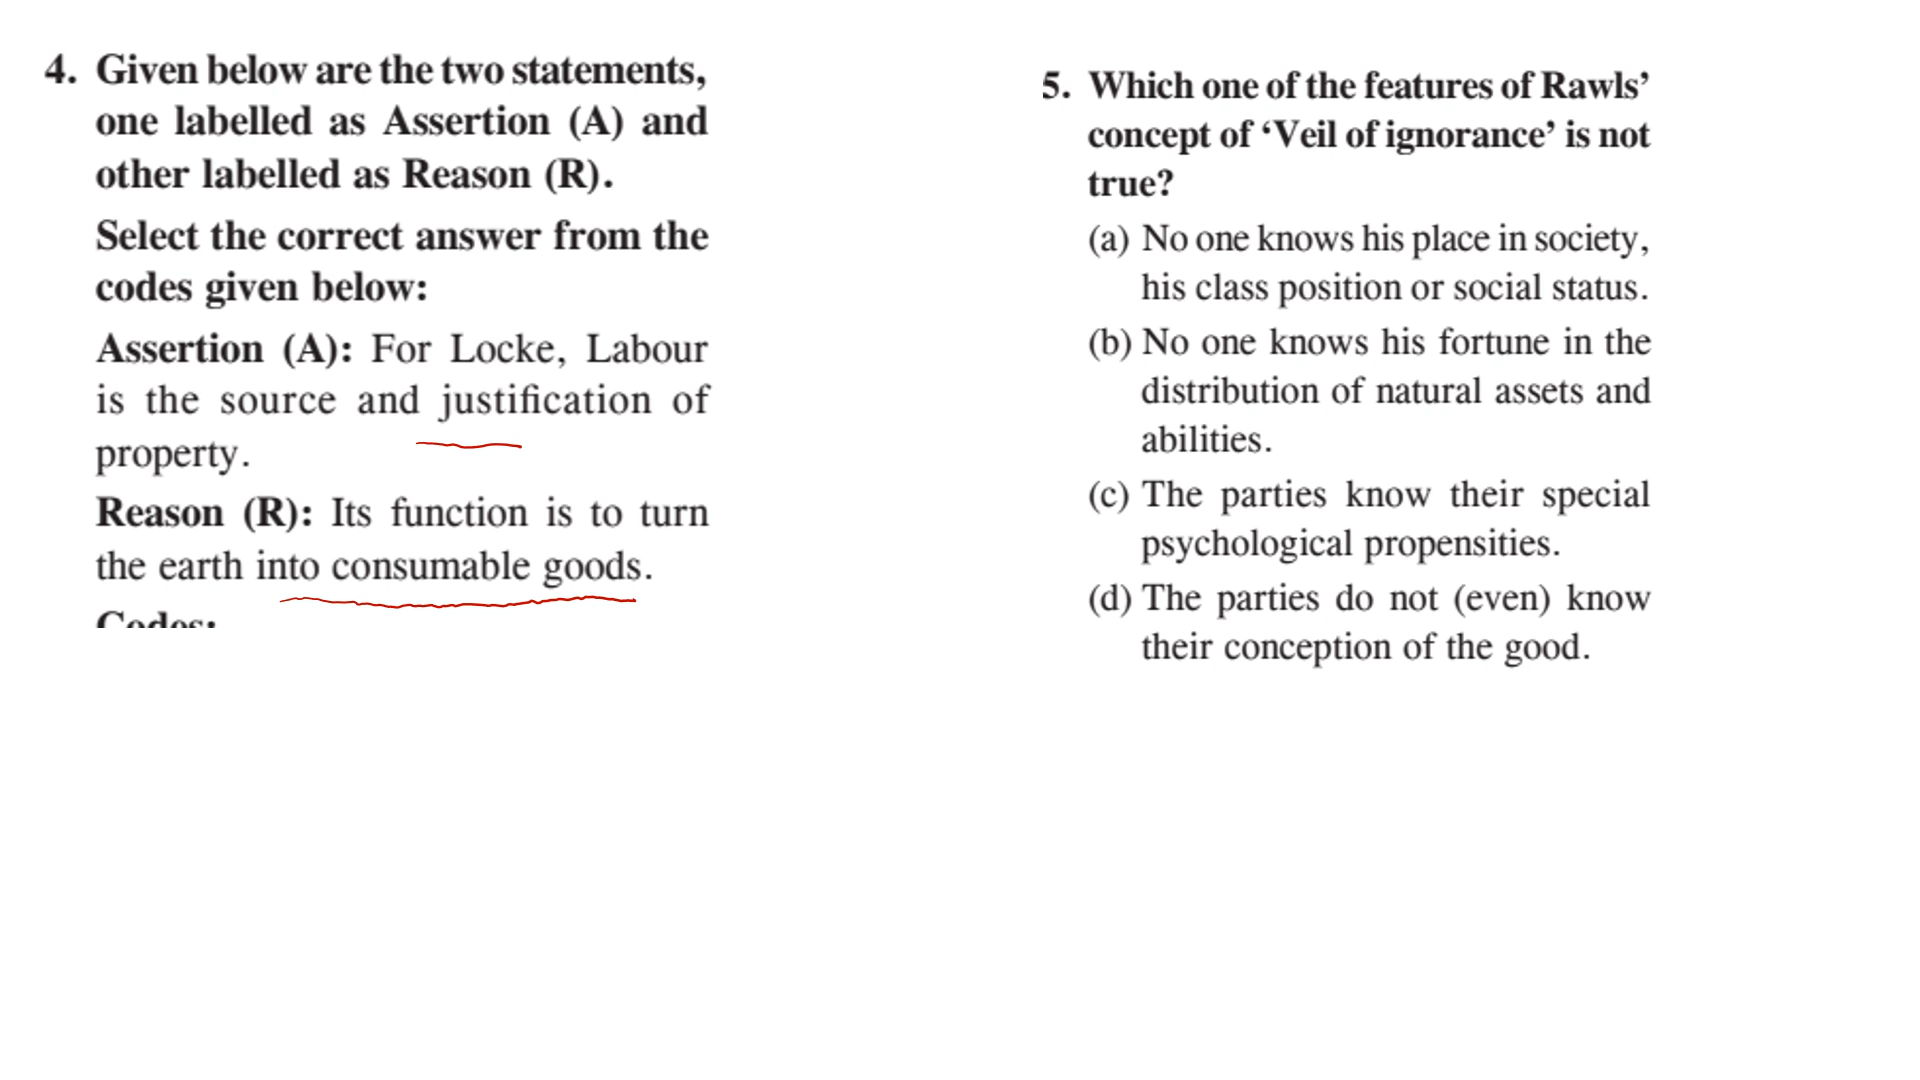 4. Given below are the two statements,
one labelled as Assertion (A) and
other labelled as Reason (R).
Select the correct answer from the
codes given below:
Assertion (A): For Locke, Labour
is the source and justification of
property.
Reason (R): Its function is to turn
the earth into consumable goods.
Codes:
5. Which one of the features of Rawls’
concept of ‘Veil of ignorance’ is not
true?
(a) No one knows his place in society,
his class position or social status.
(b) No one knows his fortune in the
distribution of natural assets and
abilities.
(c) The parties know their special
psychological propensities.
(d) The parties do not (even) know
their conception of the good.